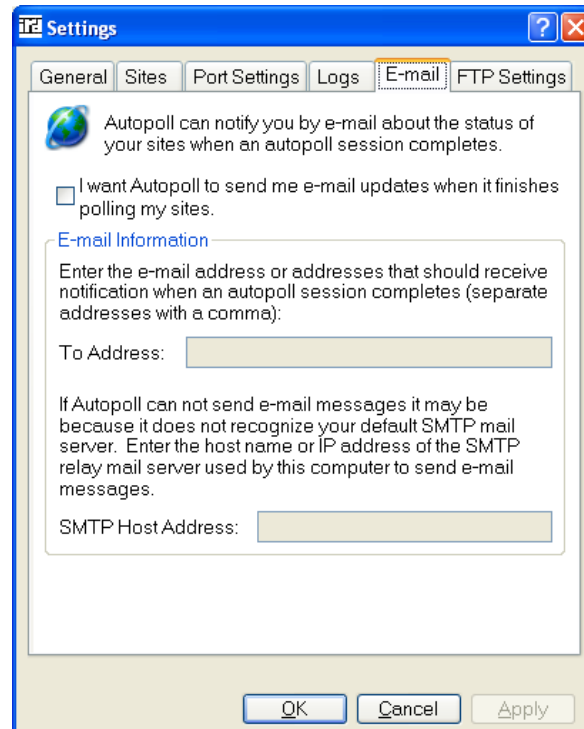 ird Settings
General Sites Port Settings Logs E-mail FTP Settings
Autopoll can notify you by e-mail about the status of
your sites when an autopoll session completes.
I want Autopoll to send me e-mail updates when it finishes
polling my sites.
E-mail Information
Enter the e-mail address or addresses that should receive
notification when an autopoll session completes (separate
addresses with a comma):
To Address:
If Autopoll can not send e-mail messages it may be
because it does not recognize your default SMTP mail
server. Enter the host name or IP address of the SMTP
relay mail server used by this computer to send e-mail
messages.
SMTP Host Address:
OK Cancel Apply